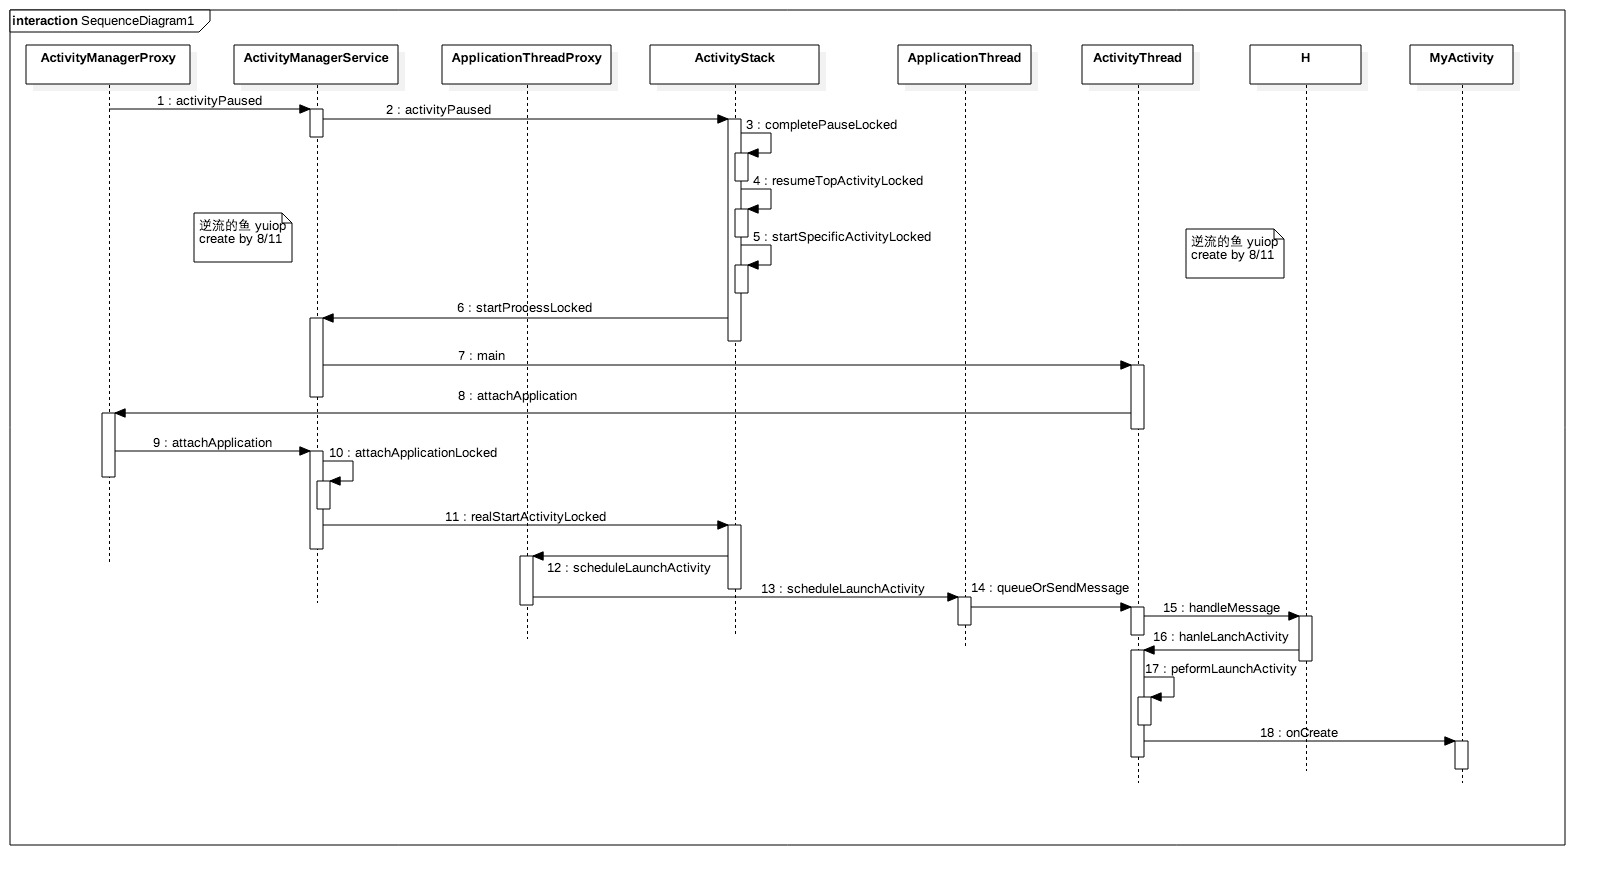 interaction SequenceDiagram1
ActivityManagerProxy
ActivityManagerService
ApplicationThreadProxy
ActivityStack
ApplicationThread
ActivityThread
H
MyActivity
1 : activityPaused
2 : activityPaused
3 : completePauseLocked
4 : resumeTopActivityLocked
逆流的鱼 yuiop
create by 8/11
5 : startSpecificActivityLocked
逆流的鱼 yuiop
create by 8/11
6 : startProcessLocked
7 : main
8 : attachApplication
9 : attachApplication
10 : attachApplicationLocked
11 : realStartActivityLocked
12 : scheduleLaunchActivity
13 : scheduleLaunchActivity
14 : queueOrSendMessage
15 : handleMessage
16 : hanleLanchActivity
17 : peformLaunchActivity
18 : onCreate